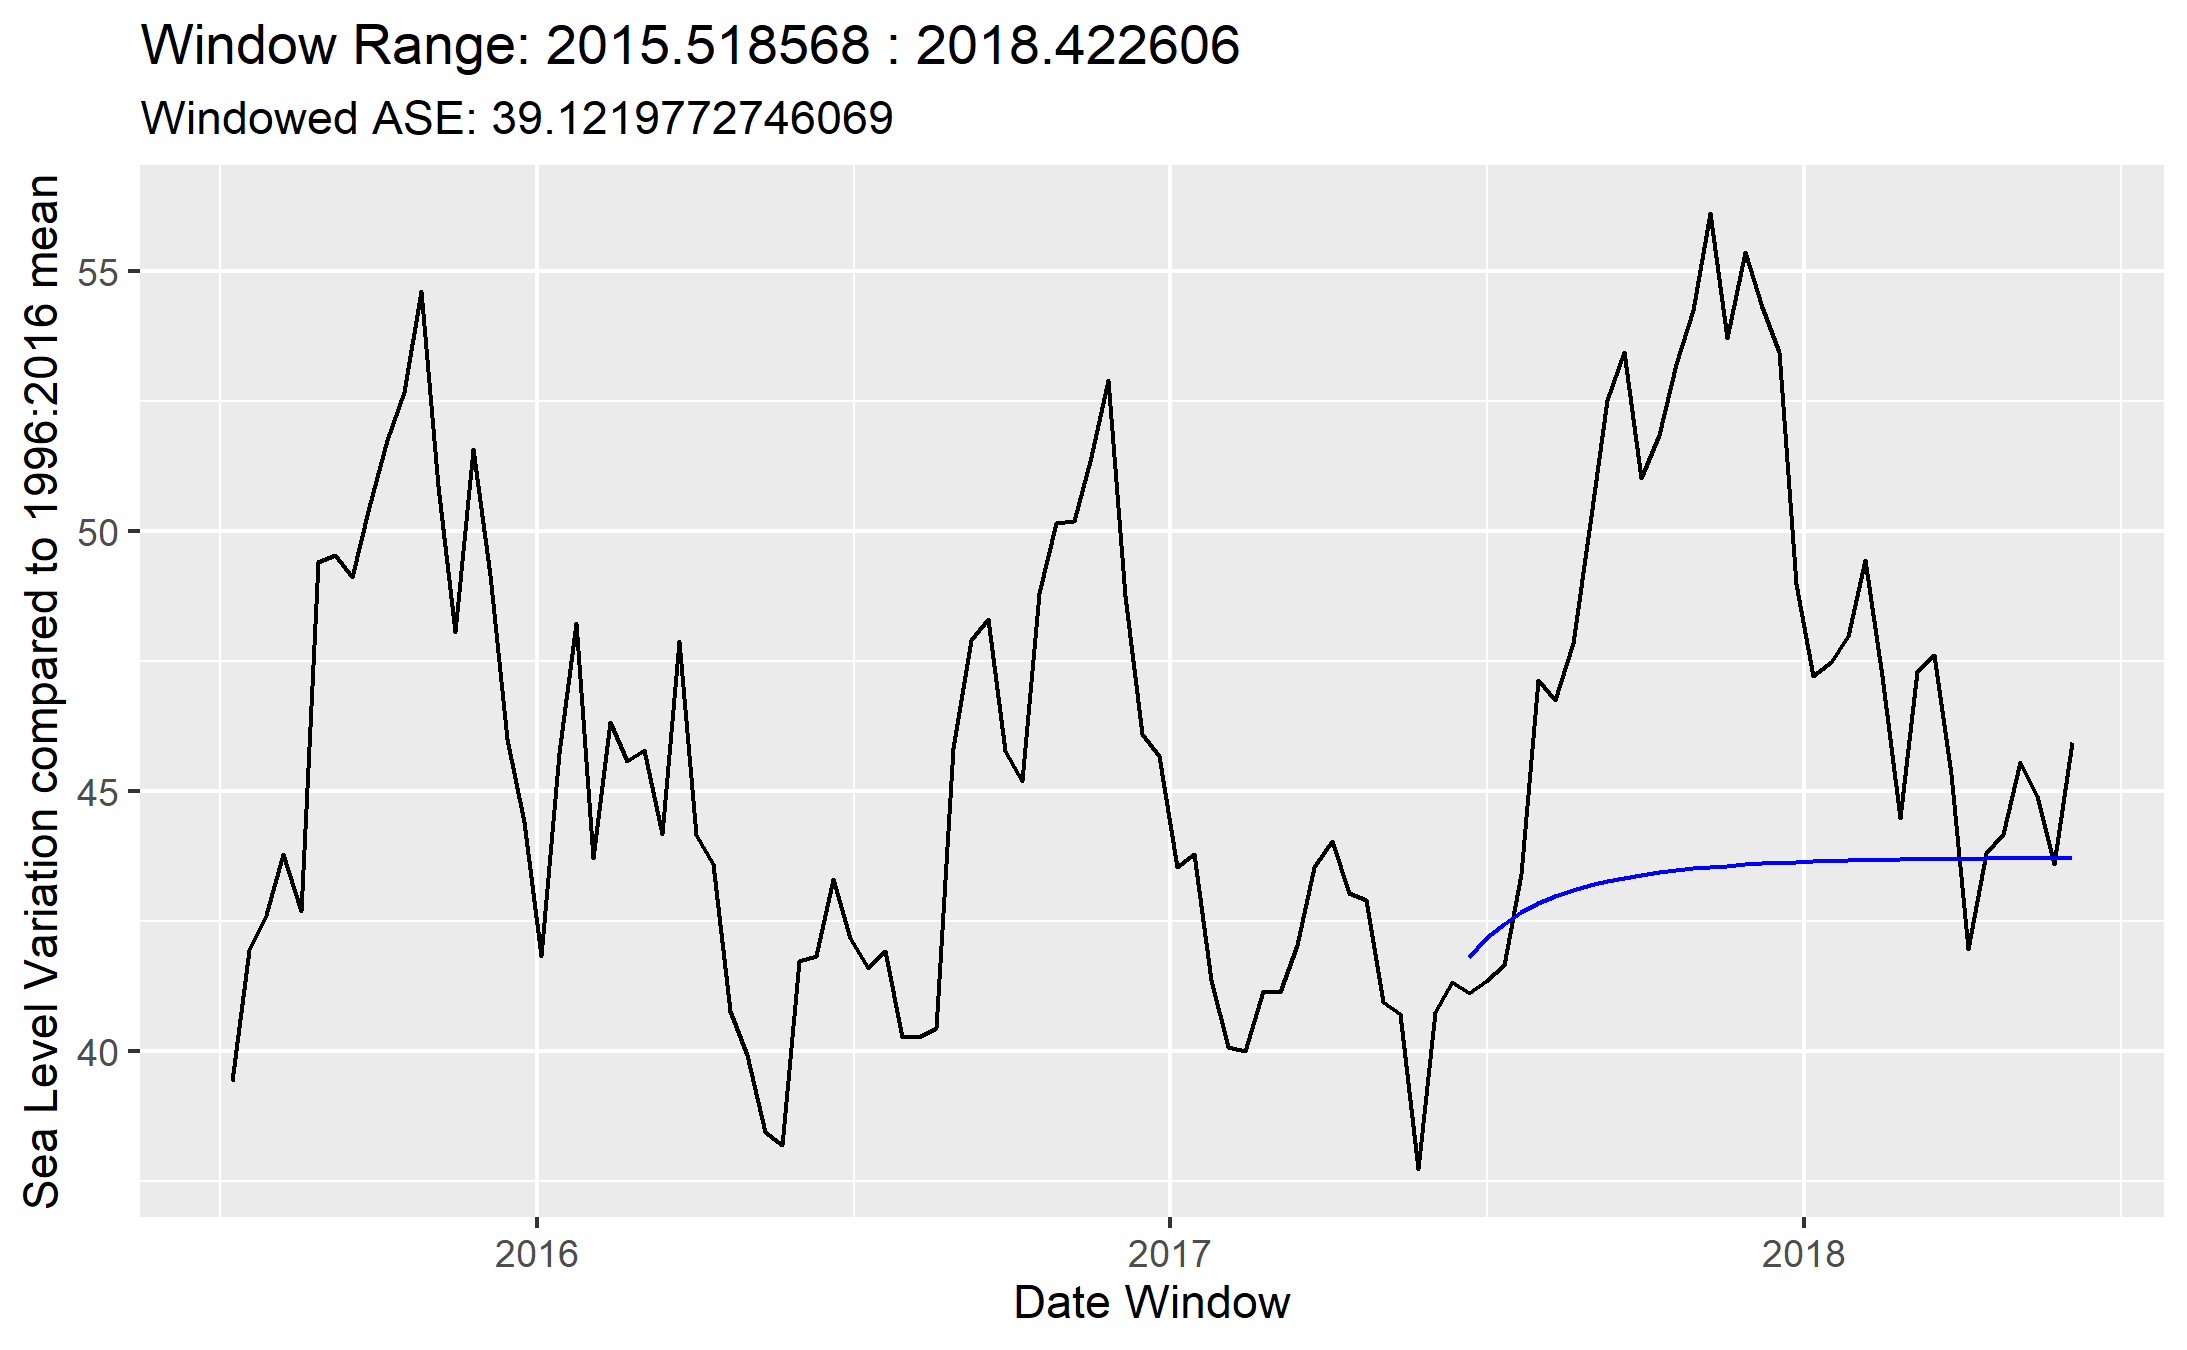 Window Range: 2015.518568 : 2018.422606
Windowed ASE: 39.1219772746069
Sea Level Variation compared to 1996:2016 mean
55
50
45
40
2016
2017
2018
Date Window